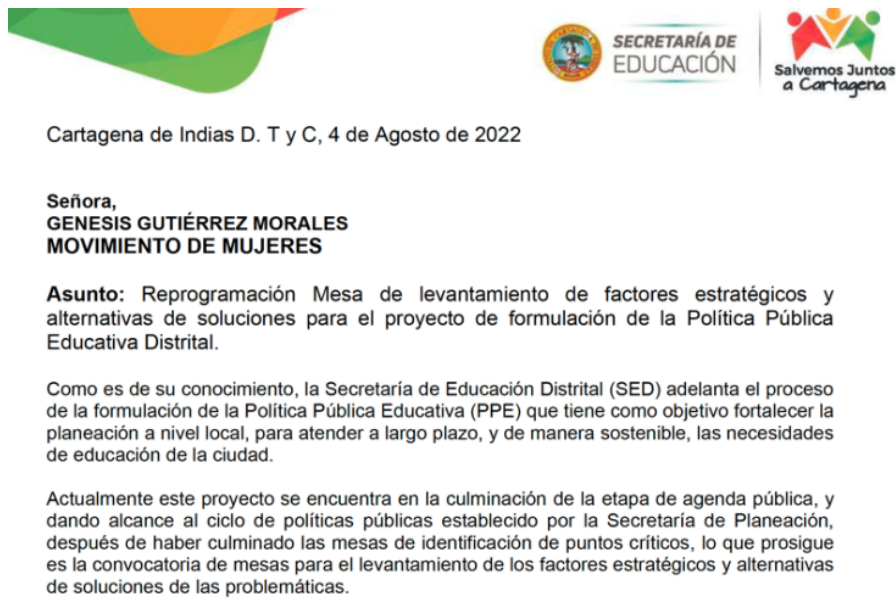 SECRETARÍA DE
EDUCACIÓN
Salvemos Juntos
a Cartagena
Cartagena de Indias D. T y C, 4 de Agosto de 2022
Señora,
GENESIS GUTIÉRREZ MORALES
MOVIMIENTO DE MUJERES
Asunto: Reprogramación Mesa de levantamiento de factores estratégicos y
alternativas de soluciones para el proyecto de formulación de la Política Pública
Educativa Distrital.
Como es de su conocimiento, la Secretaría de Educación Distrital (SED) adelanta el proceso
de la formulación de la Política Pública Educativa (PPE) que tiene como objetivo fortalecer la
planeación a nivel local, para atender a largo plazo, y de manera sostenible, las necesidades
de educación de la ciudad.
Actualmente este proyecto se encuentra en la culminación de la etapa de agenda pública, y
dando alcance al ciclo de políticas públicas establecido por la Secretaría de Planeación,
después de haber culminado las mesas de identificación de puntos críticos, lo que prosigue
es la convocatoria de mesas para el levantamiento de los factores estratégicos y alternativas
de soluciones de las problemáticas.